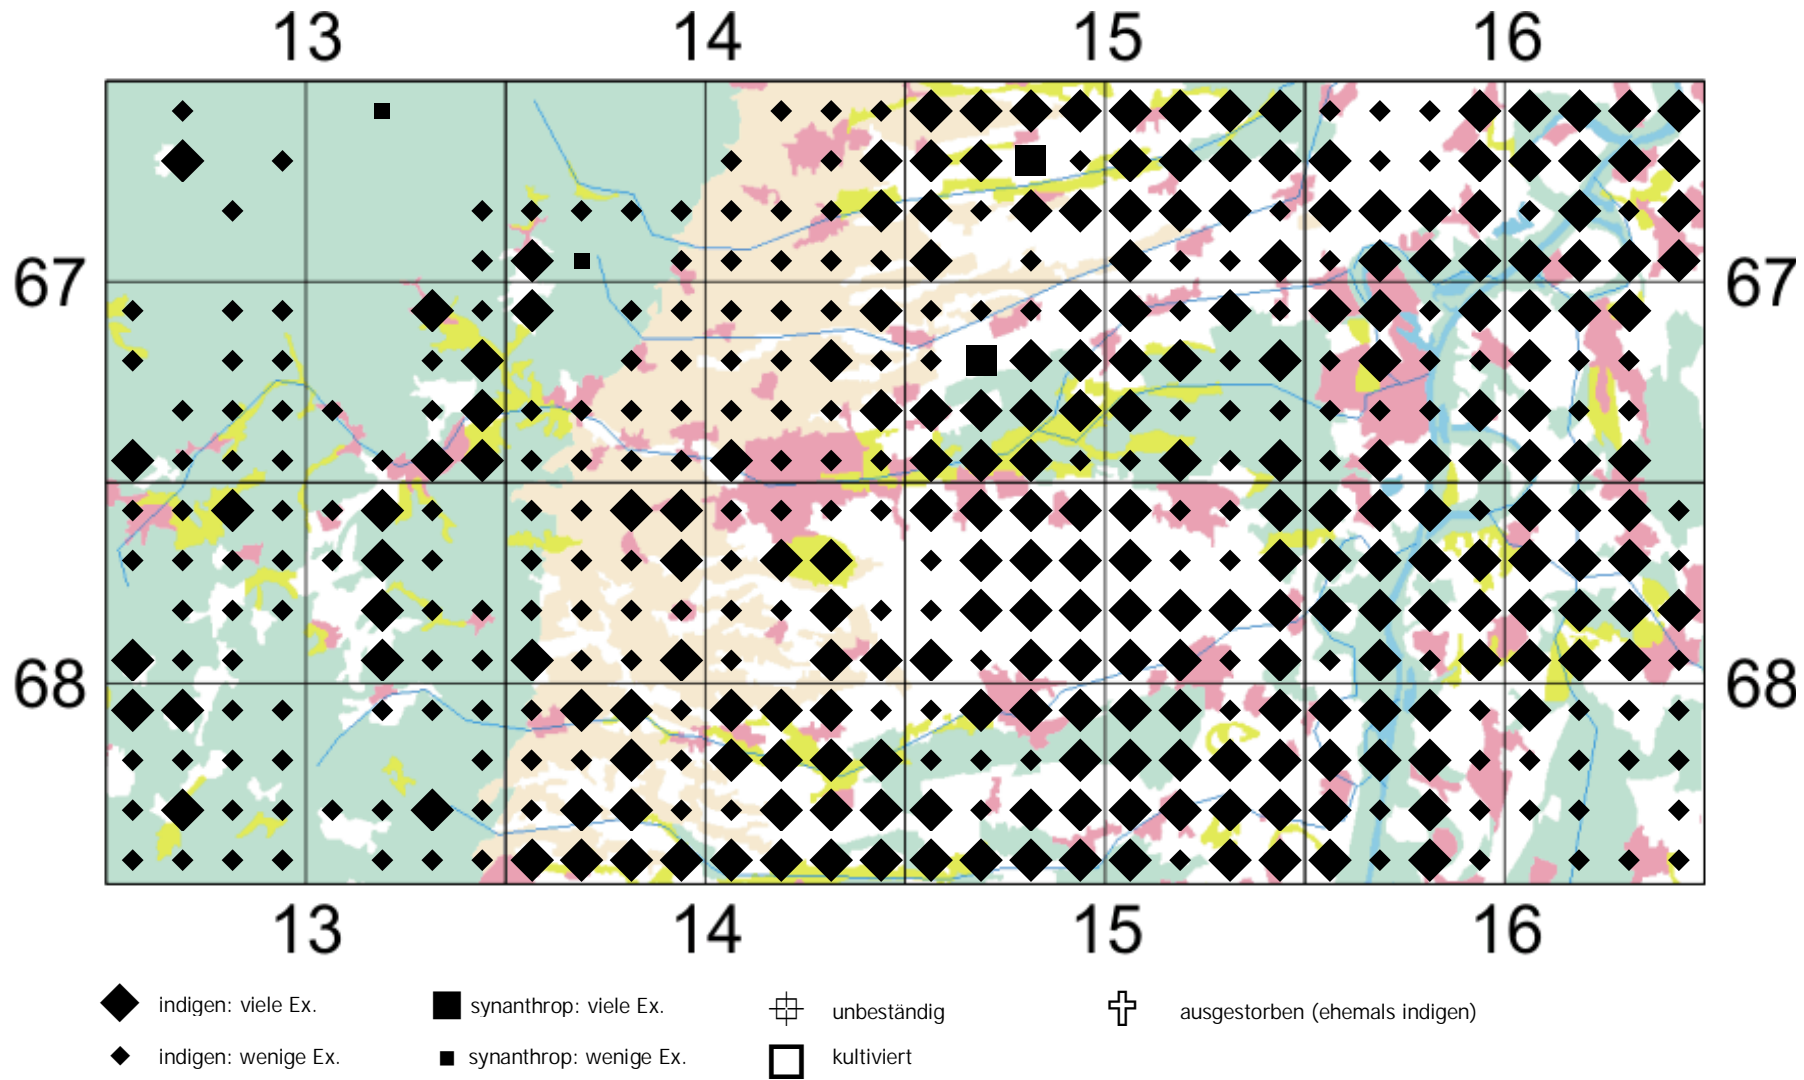 13 14 15 16
67 67
68 68
13 14 15 16
indigen: viele Ex. synanthrop: viele Ex. unbeständig ausgestorben (ehemals indigen)
indigen: wenige Ex. synanthrop: wenige Ex. kultiviert